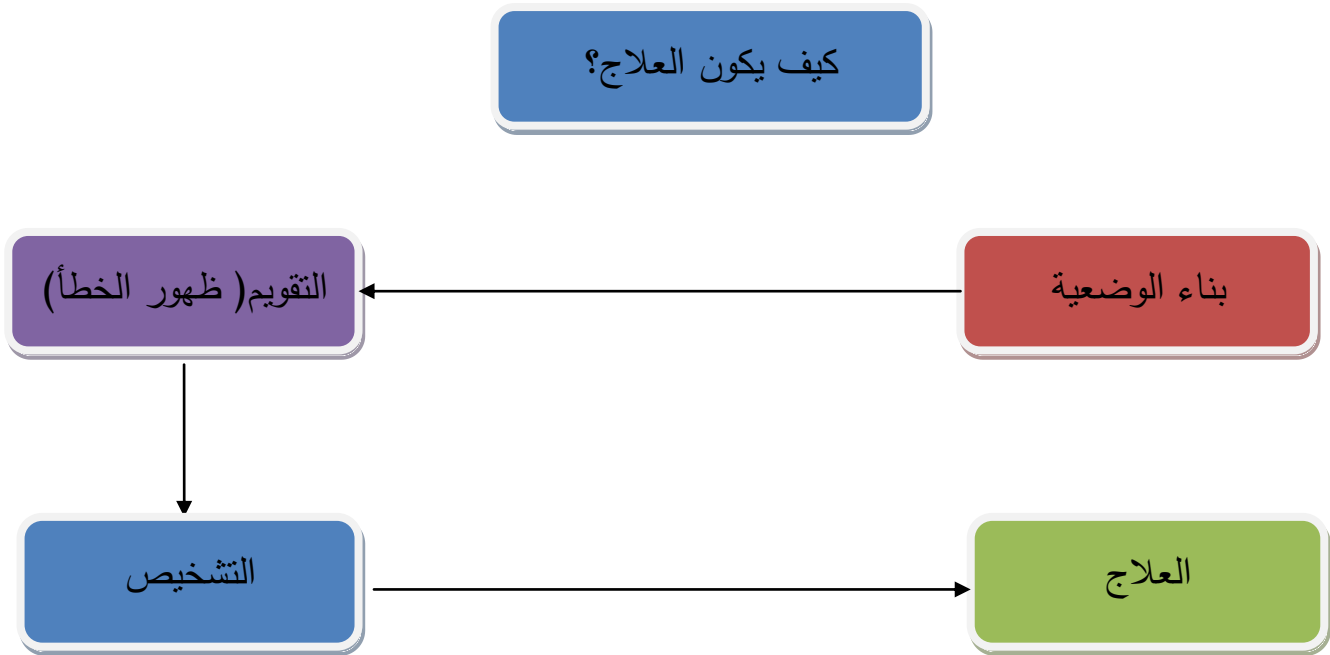 كيف يكون العلاج؟
بناء الوضعية
التقويم( ظهور الخطأ)
التشخيص
العلاج